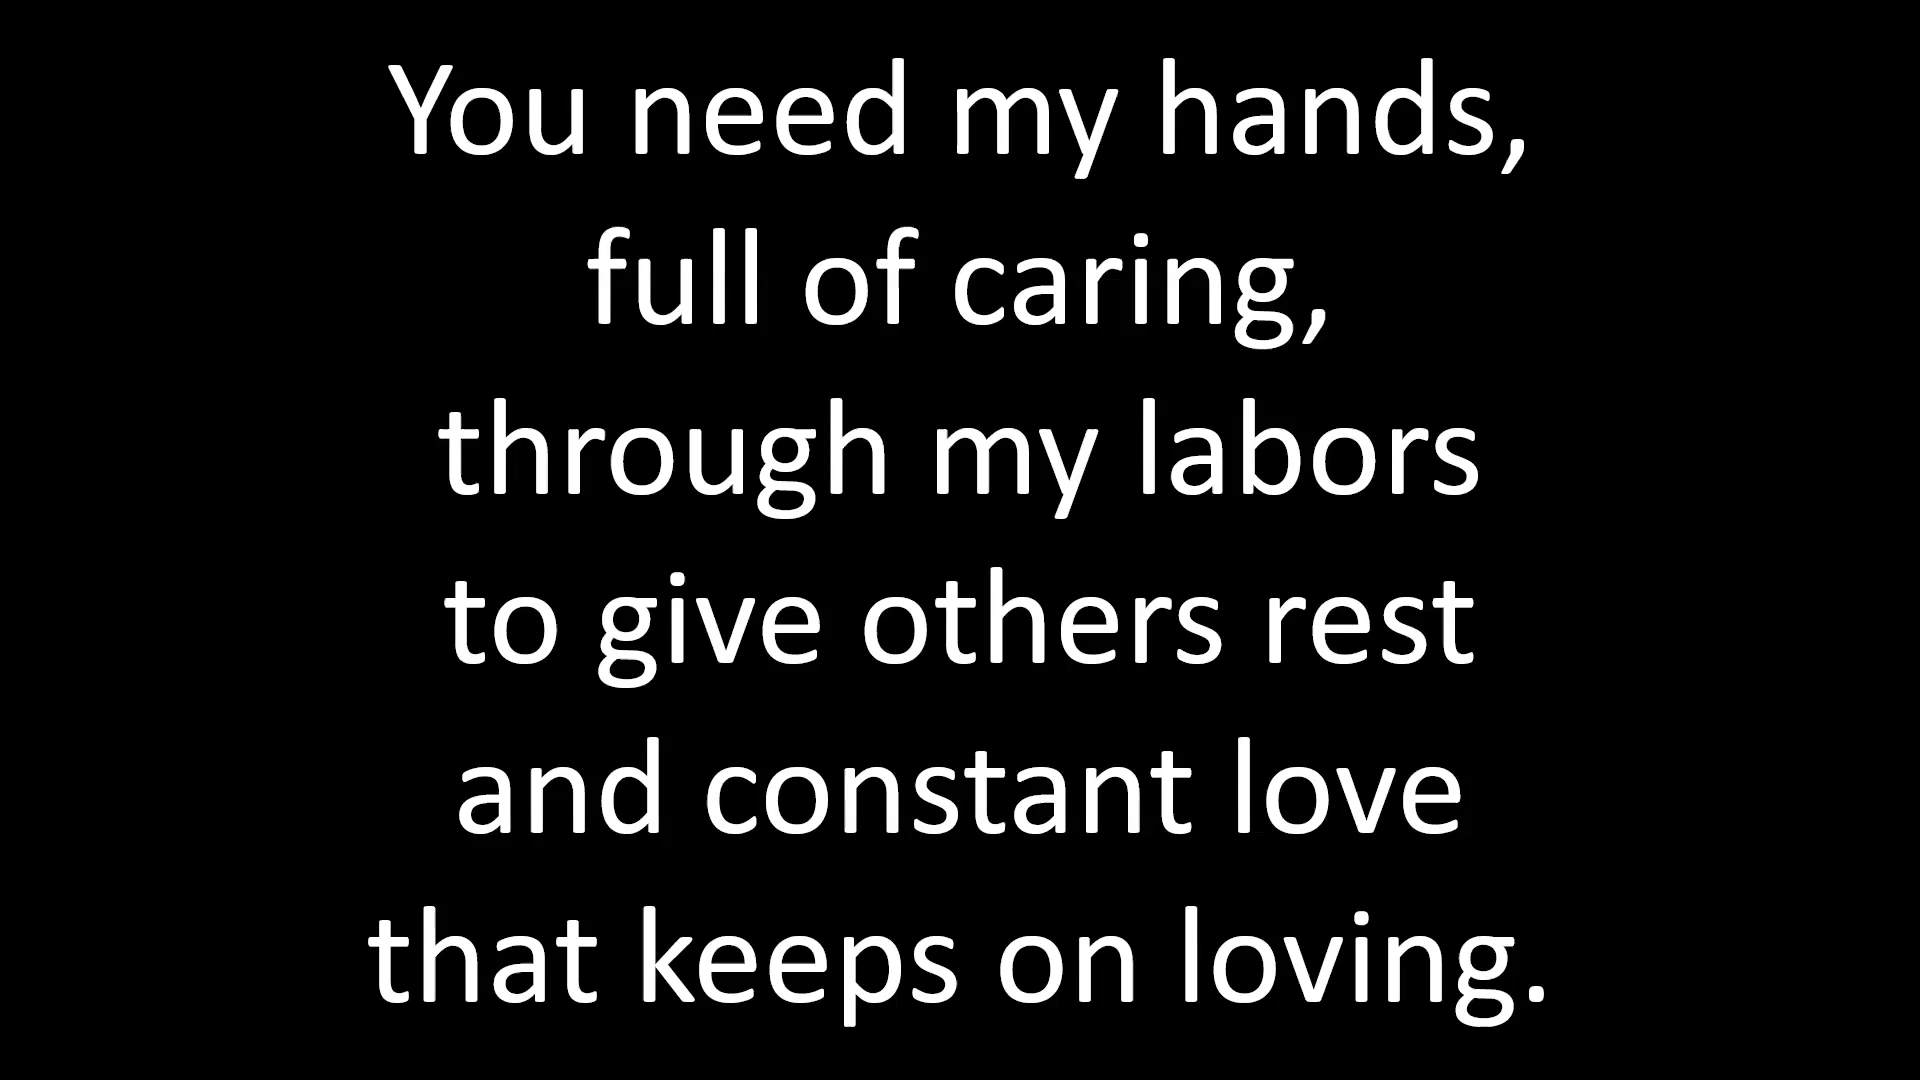 You need my hands,
full of caring,
through my labors
to give others rest
and constant love
that keeps on loving.